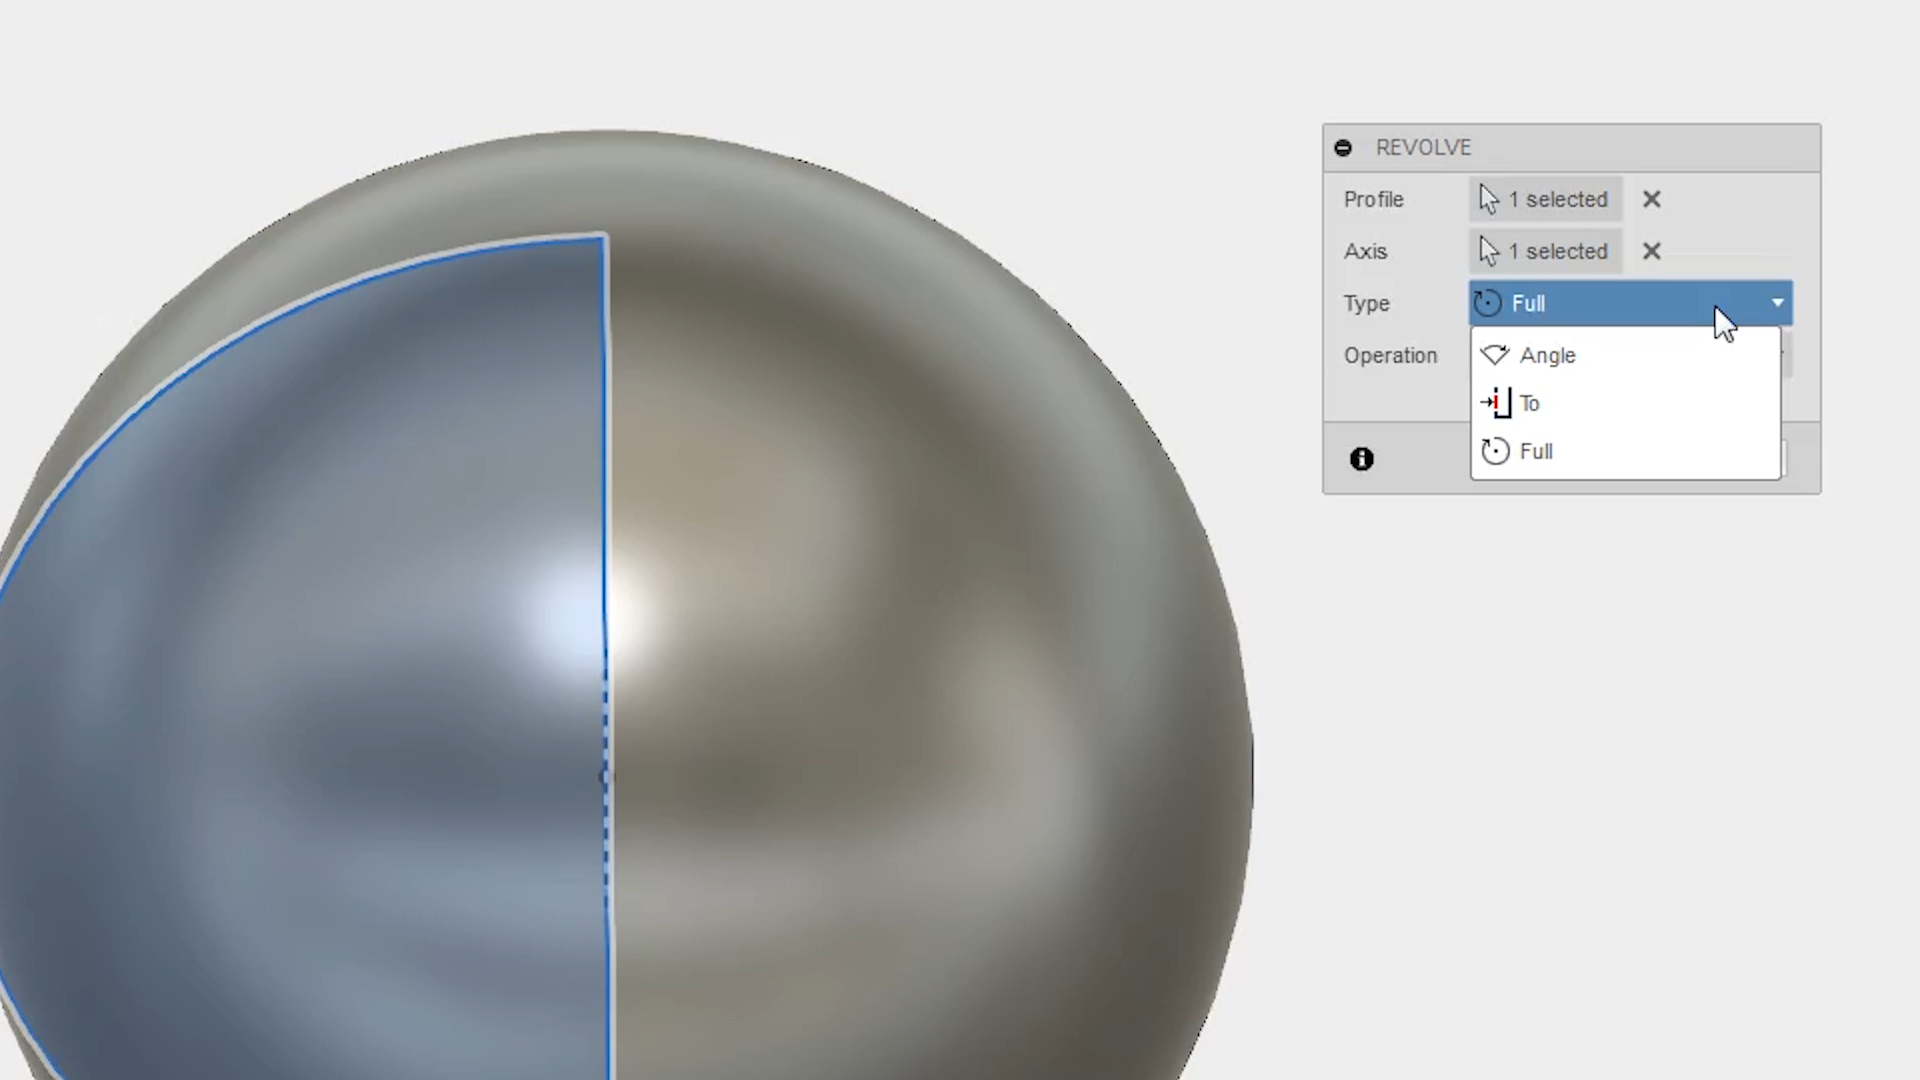 REVOLVE
Profile 1 selected
Axis 1 selected
Type Full
Operation
Angle
To
Full